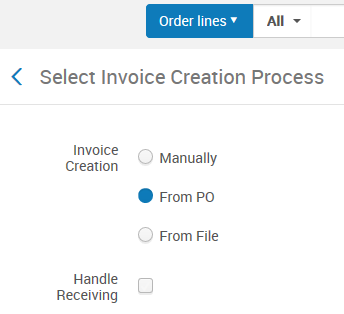 Order lines All
Select Invoice Creation Process
Invoice Creation
Manually
From PO
From File
Handle Receiving